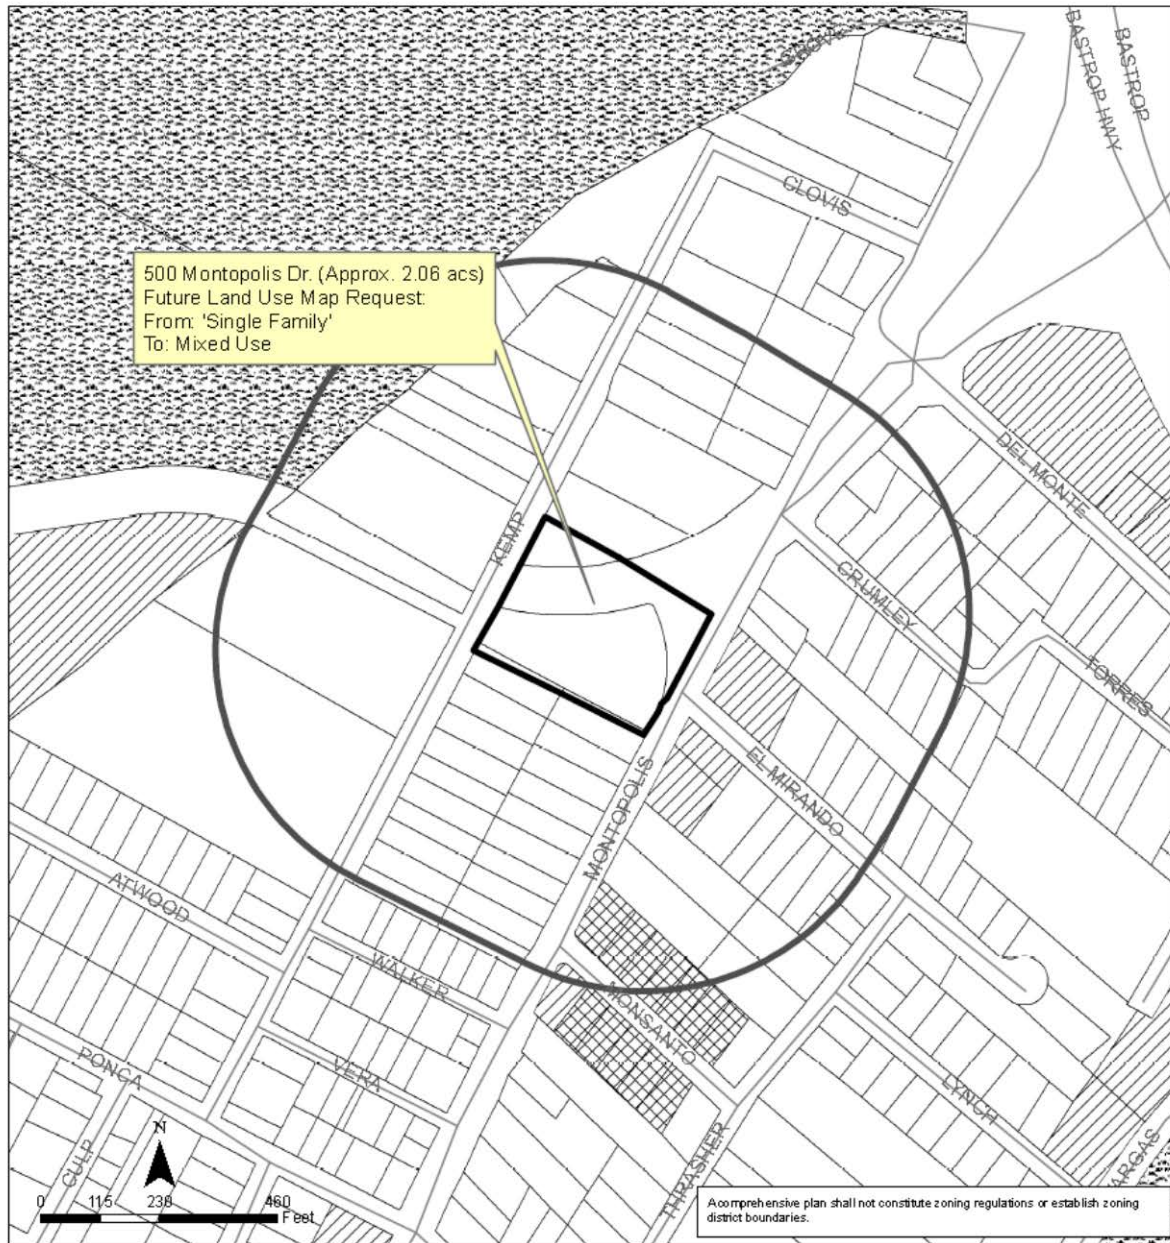 GROVE
BASTROP
BASTROP HWY
CLOVIS
500 Montopolis Dr. (Approx. 2.06 acs)
Future Land Use Map Request:
From: 'Single Family'
To: Mixed Use
DEL MONTE
KEMP
CRUMLEY
TORRES
EL MIRANDO
MONTOPOLIS
ATWOOD
WALKER
MONSANTO
PONCA
VERA
LYNCH
CULP
THRASHER
VARGAS
N
0 115 230 460
Feet
A comprehensive plan shall not constitute zoning regulations or establish zoning
district boundaries.